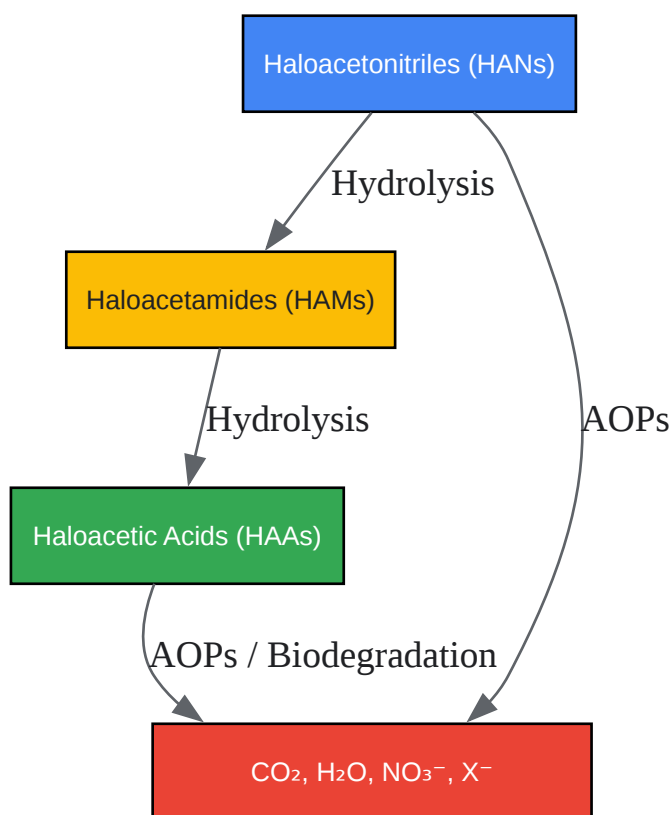 Haloacetonitriles (HANs)
Hydrolysis
Haloacetamides (HAMs)
Hydrolysis
AOPs
Haloacetic Acids (HAAs)
AOPs / Biodegradation
CO₂, H₂O, NO₃⁻, X⁻